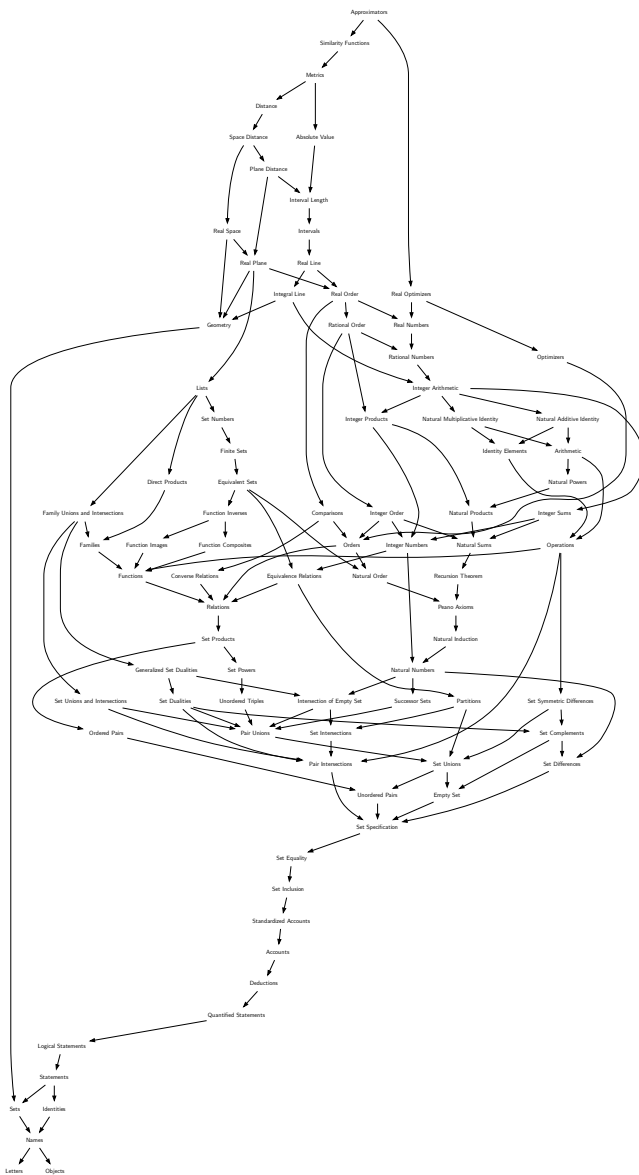 Approximators
Similarity Functions
Metrics
Distance
Space Distance
Absolute Value
Plane Distance
Interval Length
Real Space
Intervals
Real Plane
Real Line
Integral Line
Real Order
Real Optimizers
Geometry
Rational Order
Real Numbers
Rational Numbers
Optimizers
Lists
Integer Arithmetic
Set Numbers
Integer Products
Natural Multiplicative Identity
Natural Additive Identity
Finite Sets
Identity Elements
Arithmetic
Direct Products
Equivalent Sets
Natural Powers
Family Unions and Intersections
Function Inverses
Comparisons
Integer Order
Natural Products
Integer Sums
Families
Function Images
Function Composites
Orders
Integer Numbers
Natural Sums
Operations
Functions
Converse Relations
Equivalence Relations
Natural Order
Recursion Theorem
Relations
Peano Axioms
Set Products
Natural Induction
Generalized Set Dualities
Set Powers
Natural Numbers
Set Unions and Intersections
Set Dualities
Unordered Triples
Intersection of Empty Set
Successor Sets
Partitions
Set Symmetric Differences
Ordered Pairs
Pair Unions
Set Intersections
Set Complements
Pair Intersections
Set Unions
Set Differences
Unordered Pairs
Empty Set
Set Specification
Set Equality
Set Inclusion
Standardized Accounts
Accounts
Deductions
Quantified Statements
Logical Statements
Statements
Sets
Identities
Names
Letters
Objects